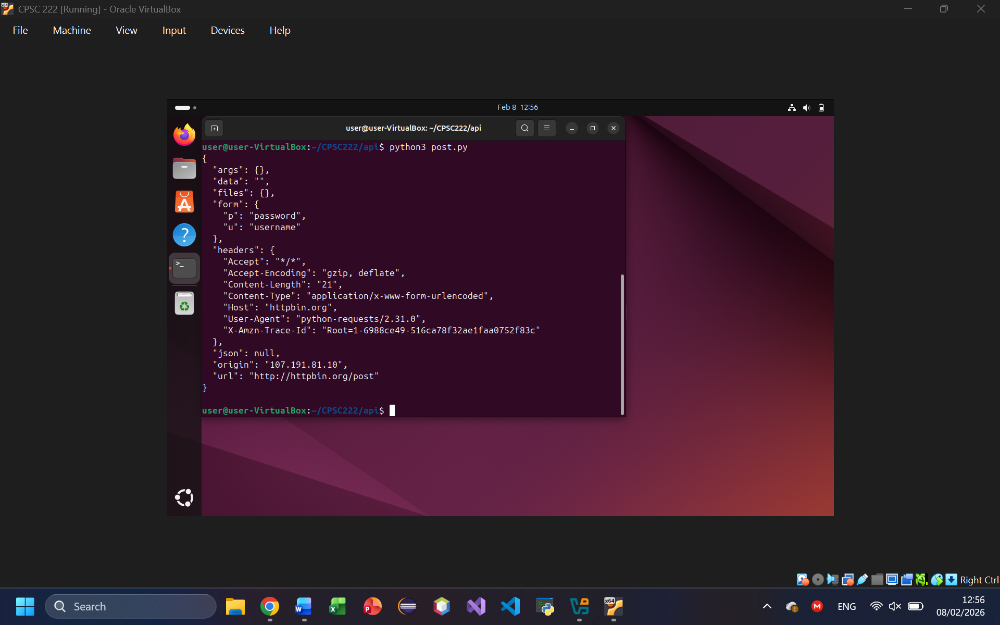 CPSC 222 [Running] - Oracle VirtualBox
File Machine View Input Devices Help
Feb 8 12:56
user@user-VirtualBox: ~/CPSC222/api
user@user-VirtualBox:~/CPSC222/api$ python3 post.py
{
  "args": {},
  "data": "",
  "files": {},
  "form": {
    "p": "password",
    "u": "username"
  },
  "headers": {
    "Accept": "*/*",
    "Accept-Encoding": "gzip, deflate",
    "Content-Length": "21",
    "Content-Type": "application/x-www-form-urlencoded",
    "Host": "httpbin.org",
    "User-Agent": "python-requests/2.31.0",
    "X-Amzn-Trace-Id": "Root=1-6988ce49-516ca78f32ae1faa0752f83c"
  },
  "json": null,
  "origin": "107.191.81.10",
  "url": "http://httpbin.org/post"
}
user@user-VirtualBox:~/CPSC222/api$
Right Ctrl
Search
ENG
12:56
08/02/2026